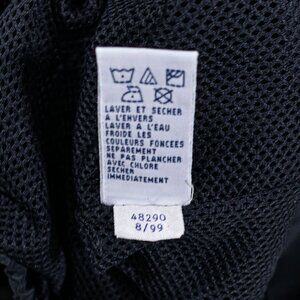 LAVER ET SECHER
A L'ENVERS
LAVER A L'EAU
FROIDE LES
COULEURS FONCEES
SEPAREMENT
NE PAS PLANCHER
AVEC CHLORE
SECHER
IMMEDIATEMENT
48290
8/99